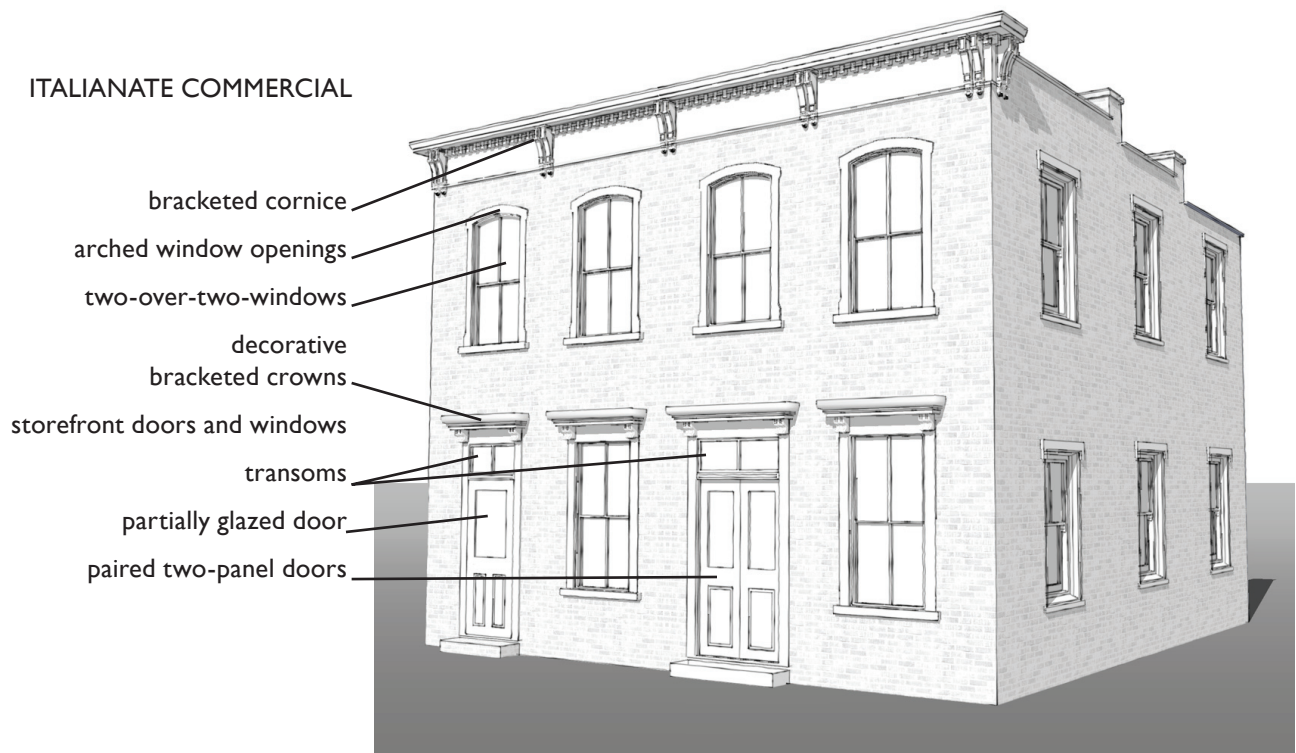 ITALIANATE COMMERCIAL
bracketed cornice
arched window openings
two-over-two-windows
decorative
bracketed crowns
storefront doors and windows
transoms
partially glazed door
paired two-panel doors